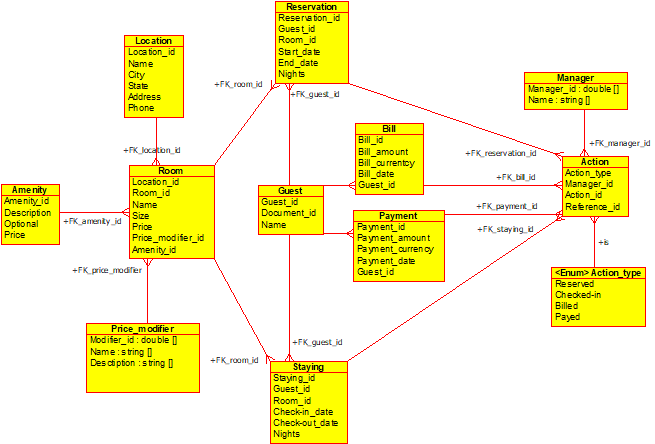 Reservation
Reservation_id
Guest_id
Room_id
Start_date
End_date
Nights
Location
Location_id
Name
City
State
Address
Phone
+FK_room_id
+FK_guest_id
Manager
Manager_id : double []
Name : string []
+FK_location_id
Bill
Bill_id
Bill_amount
Bill_currency
Bill_date
Guest_id
+FK_manager_id
+FK_reservation_id
Room
Location_id
Room_id
Name
Size
Price
Price_modifier_id
Amenity_id
Action
Action_type
Manager_id
Action_id
Reference_id
+FK_bill_id
Amenity
Amenity_id
Description
Optional
Price
+FK_amenity_id
Guest
Guest_id
Document_id
Name
+FK_payment_id
Payment
Payment_id
Payment_amount
Payment_currency
Payment_date
Guest_id
+FK_staying_id
+is
+FK_price_modifier
<Enum> Action_type
Reserved
Checked-in
Billed
Payed
Price_modifier
Modifier_id : double []
Name : string []
Desctiption : string []
+FK_guest_id
+FK_room_id
Staying
Staying_id
Guest_id
Room_id
Check-in_date
Check-out_date
Nights